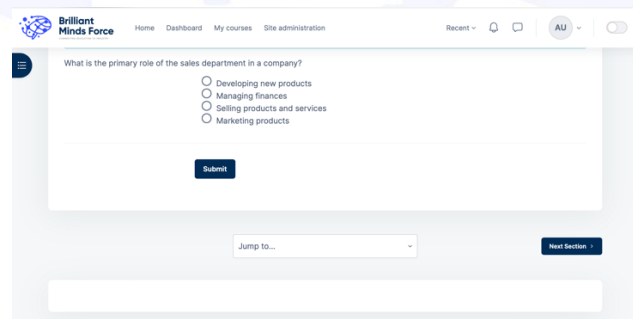 Brilliant
Minds Force
Home Dashboard My courses Site administration Recent AU
What is the primary role of the sales department in a company?
Developing new products
Managing finances
Selling products and services
Marketing products
Submit
Jump to...
Next Section